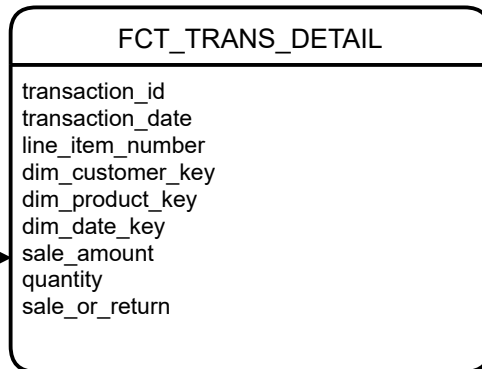 FCT_TRANS_DETAIL
transaction_id
transaction_date
line_item_number
dim_customer_key
dim_product_key
dim_date_key
sale_amount
quantity
sale_or_return